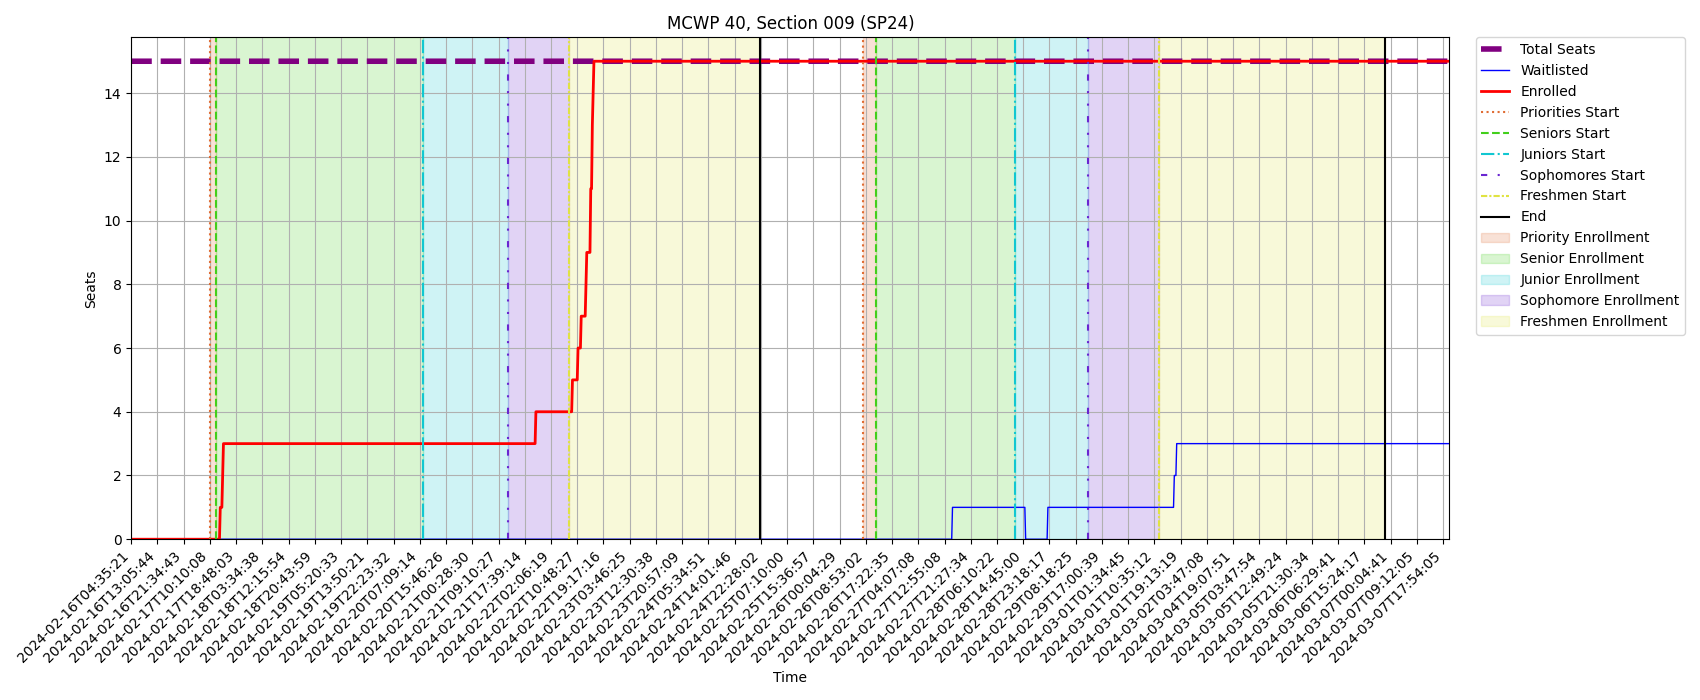 MCWP 40, Section 009 (SP24)
Total Seats
Waitlisted
Enrolled
Priorities Start
Seniors Start
Juniors Start
Sophomores Start
Freshmen Start
End
Priority Enrollment
Senior Enrollment
Junior Enrollment
Sophomore Enrollment
Freshmen Enrollment
Seats
14
12
10
8
6
4
2
0
2024-02-16T04:35:21
2024-02-16T13:05:44
2024-02-16T21:34:43
2024-02-17T10:10:08
2024-02-17T18:48:03
2024-02-18T03:34:38
2024-02-18T12:15:54
2024-02-18T20:43:59
2024-02-19T05:20:33
2024-02-19T13:50:21
2024-02-19T22:23:32
2024-02-20T07:09:14
2024-02-20T15:46:26
2024-02-21T00:28:30
2024-02-21T09:10:27
2024-02-21T17:39:14
2024-02-22T02:06:19
2024-02-22T10:48:27
2024-02-22T19:17:16
2024-02-23T03:46:25
2024-02-23T12:30:38
2024-02-23T20:57:09
2024-02-24T05:34:51
2024-02-24T14:01:46
2024-02-24T22:28:02
2024-02-25T07:10:00
2024-02-25T15:36:57
2024-02-26T00:04:29
2024-02-26T08:53:02
2024-02-26T17:22:35
2024-02-27T04:07:08
2024-02-27T12:55:08
2024-02-27T21:27:34
2024-02-28T06:10:22
2024-02-28T14:45:00
2024-02-28T23:18:17
2024-02-29T08:18:25
2024-02-29T17:00:39
2024-03-01T01:34:45
2024-03-01T10:35:12
2024-03-01T19:13:19
2024-03-02T03:47:08
2024-03-04T19:07:51
2024-03-05T03:47:54
2024-03-05T12:49:24
2024-03-05T21:30:34
2024-03-06T06:29:41
2024-03-06T15:24:17
2024-03-07T00:04:41
2024-03-07T09:12:05
2024-03-07T17:54:05
Time